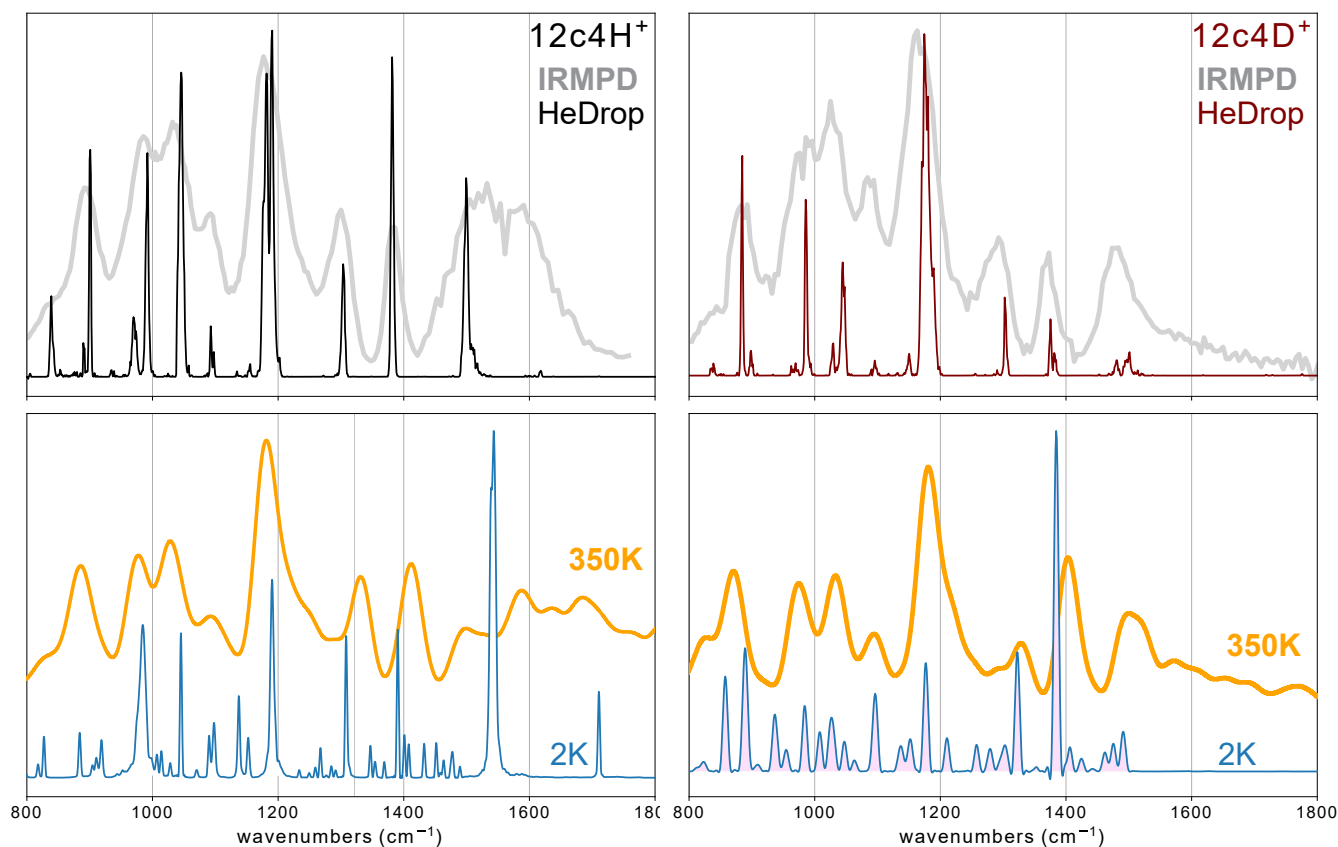 12c4H⁺
IRMPD
HeDrop
12c4D⁺
IRMPD
HeDrop
350K
2K
350K
2K
800 1000 1200 1400 1600 180
wavenumbers (cm⁻¹)
800 1000 1200 1400 1600 1800
wavenumbers (cm⁻¹)